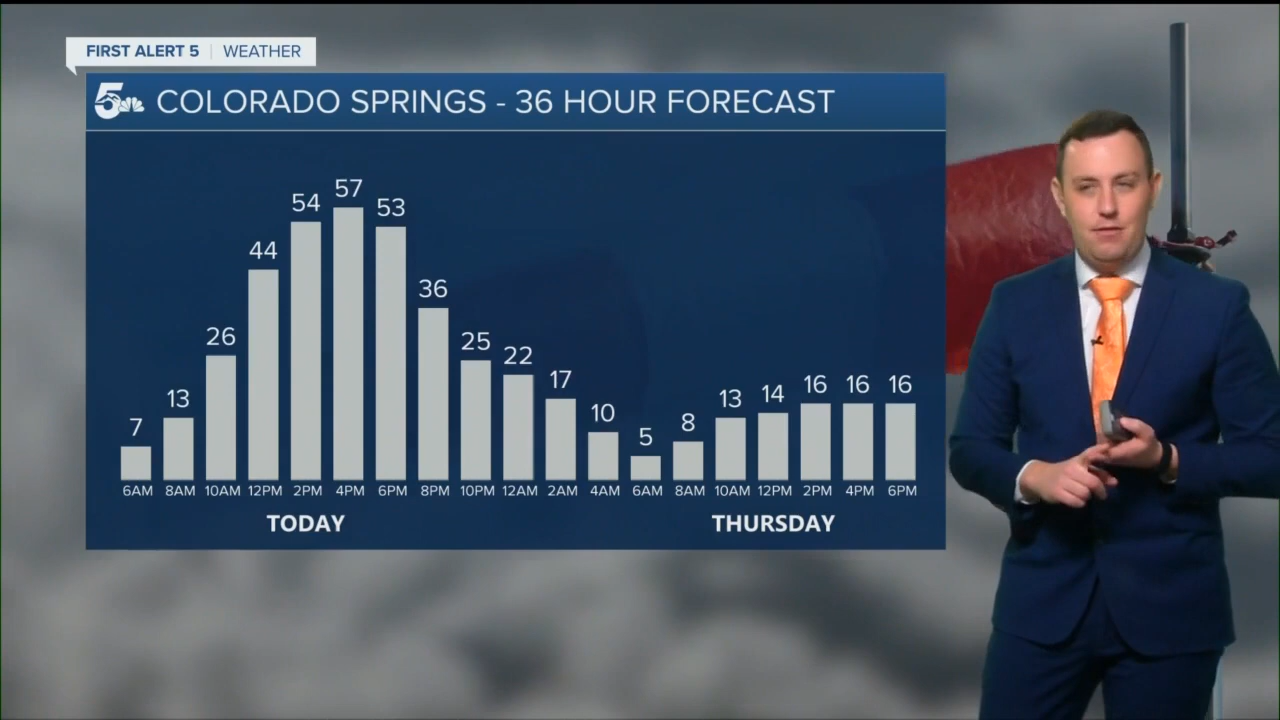 FIRST ALERT 5 | WEATHER
5 COLORADO SPRINGS - 36 HOUR FORECAST
7 13 26 44 54 57 53 36 25 22 17 10 5 8 13 14 16 16 16
6AM 8AM 10AM 12PM 2PM 4PM 6PM 8PM 10PM 12AM 2AM 4AM 6AM 8AM 10AM 12PM 2PM 4PM 6PM
TODAY THURSDAY